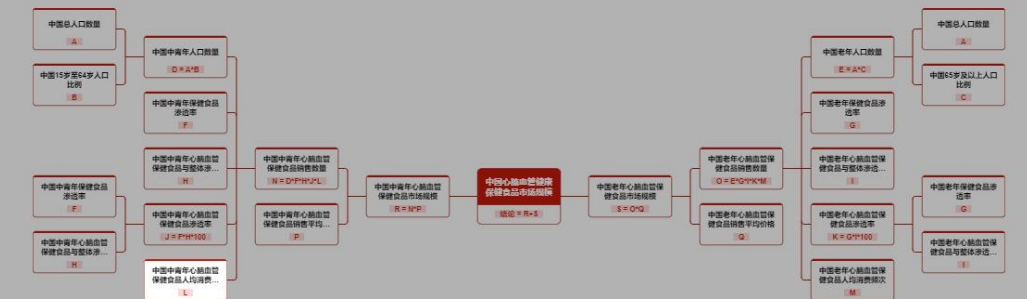 中国总人口数量
A
中国15岁至64岁人口
比例
B
中国中青年人口数量
D = A*B
中国中青年保健食品
渗透率
F
中国中青年心脑血管
保健食品与整体渗...
H
中国中青年保健食品
渗透率
F
中国中青年心脑血管
保健食品与整体渗...
H
中国中青年心脑血管
保健食品渗透率
J = F*H*100
中国中青年心脑血管
保健食品人均消费...
L
中国中青年心脑血管
保健食品销售数量
N = D*F*H*J*L
中国中青年心脑血管
保健食品销售平均...
P
中国中青年心脑血管
保健食品市场规模
R = N*P
中国心脑血管健康
保健食品市场规模
结论 = R+S
中国老年心脑血管保
健食品市场规模
S = O*Q
中国老年心脑血管保
健食品销售数量
O = E*G*I*K*M
中国老年心脑血管保
健食品销售平均价格
Q
中国老年人口数量
E = A*C
中国老年保健食品渗
透率
G
中国老年心脑血管保
健食品与整体渗透...
I
中国老年心脑血管保
健食品渗透率
K = G*I*100
中国老年心脑血管保
健食品人均消费频次
M
中国总人口数量
A
中国65岁及以上人口
比例
C
中国老年保健食品渗
透率
G
中国老年心脑血管保
健食品与整体渗透...
I